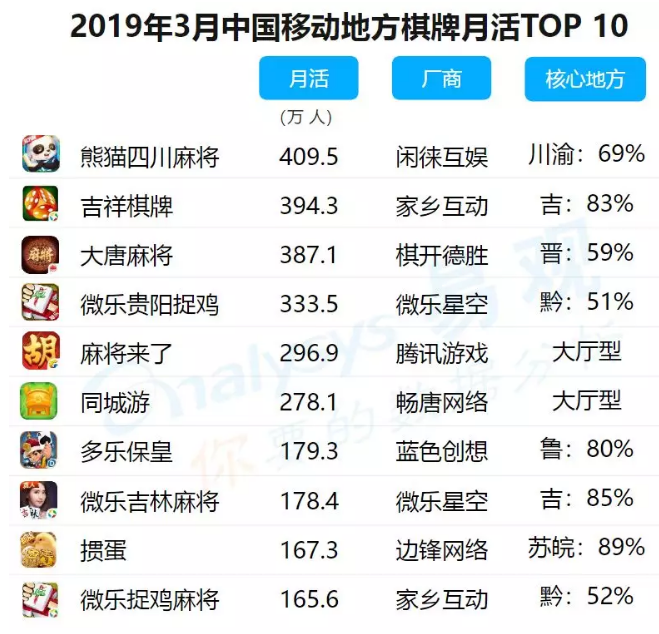 2019年3月中国移动地方棋牌月活TOP 10
月活 厂商 核心地方
(万 人)
熊猫四川麻将 409.5 闲徕互娱 川渝：69%
吉祥棋牌 394.3 家乡互动 吉：83%
大唐麻将 387.1 棋开德胜 晋：59%
微乐贵阳捉鸡 333.5 微乐星空 黔：51%
麻将来了 296.9 腾讯游戏 大厅型
同城游 278.1 畅唐网络 大厅型
多乐保皇 179.3 蓝色创想 鲁：80%
微乐吉林麻将 178.4 微乐星空 吉：85%
掼蛋 167.3 边锋网络 苏皖：89%
微乐捉鸡麻将 165.6 家乡互动 黔：52%
麻將
胡
nalysys 易观
你要的数据分析